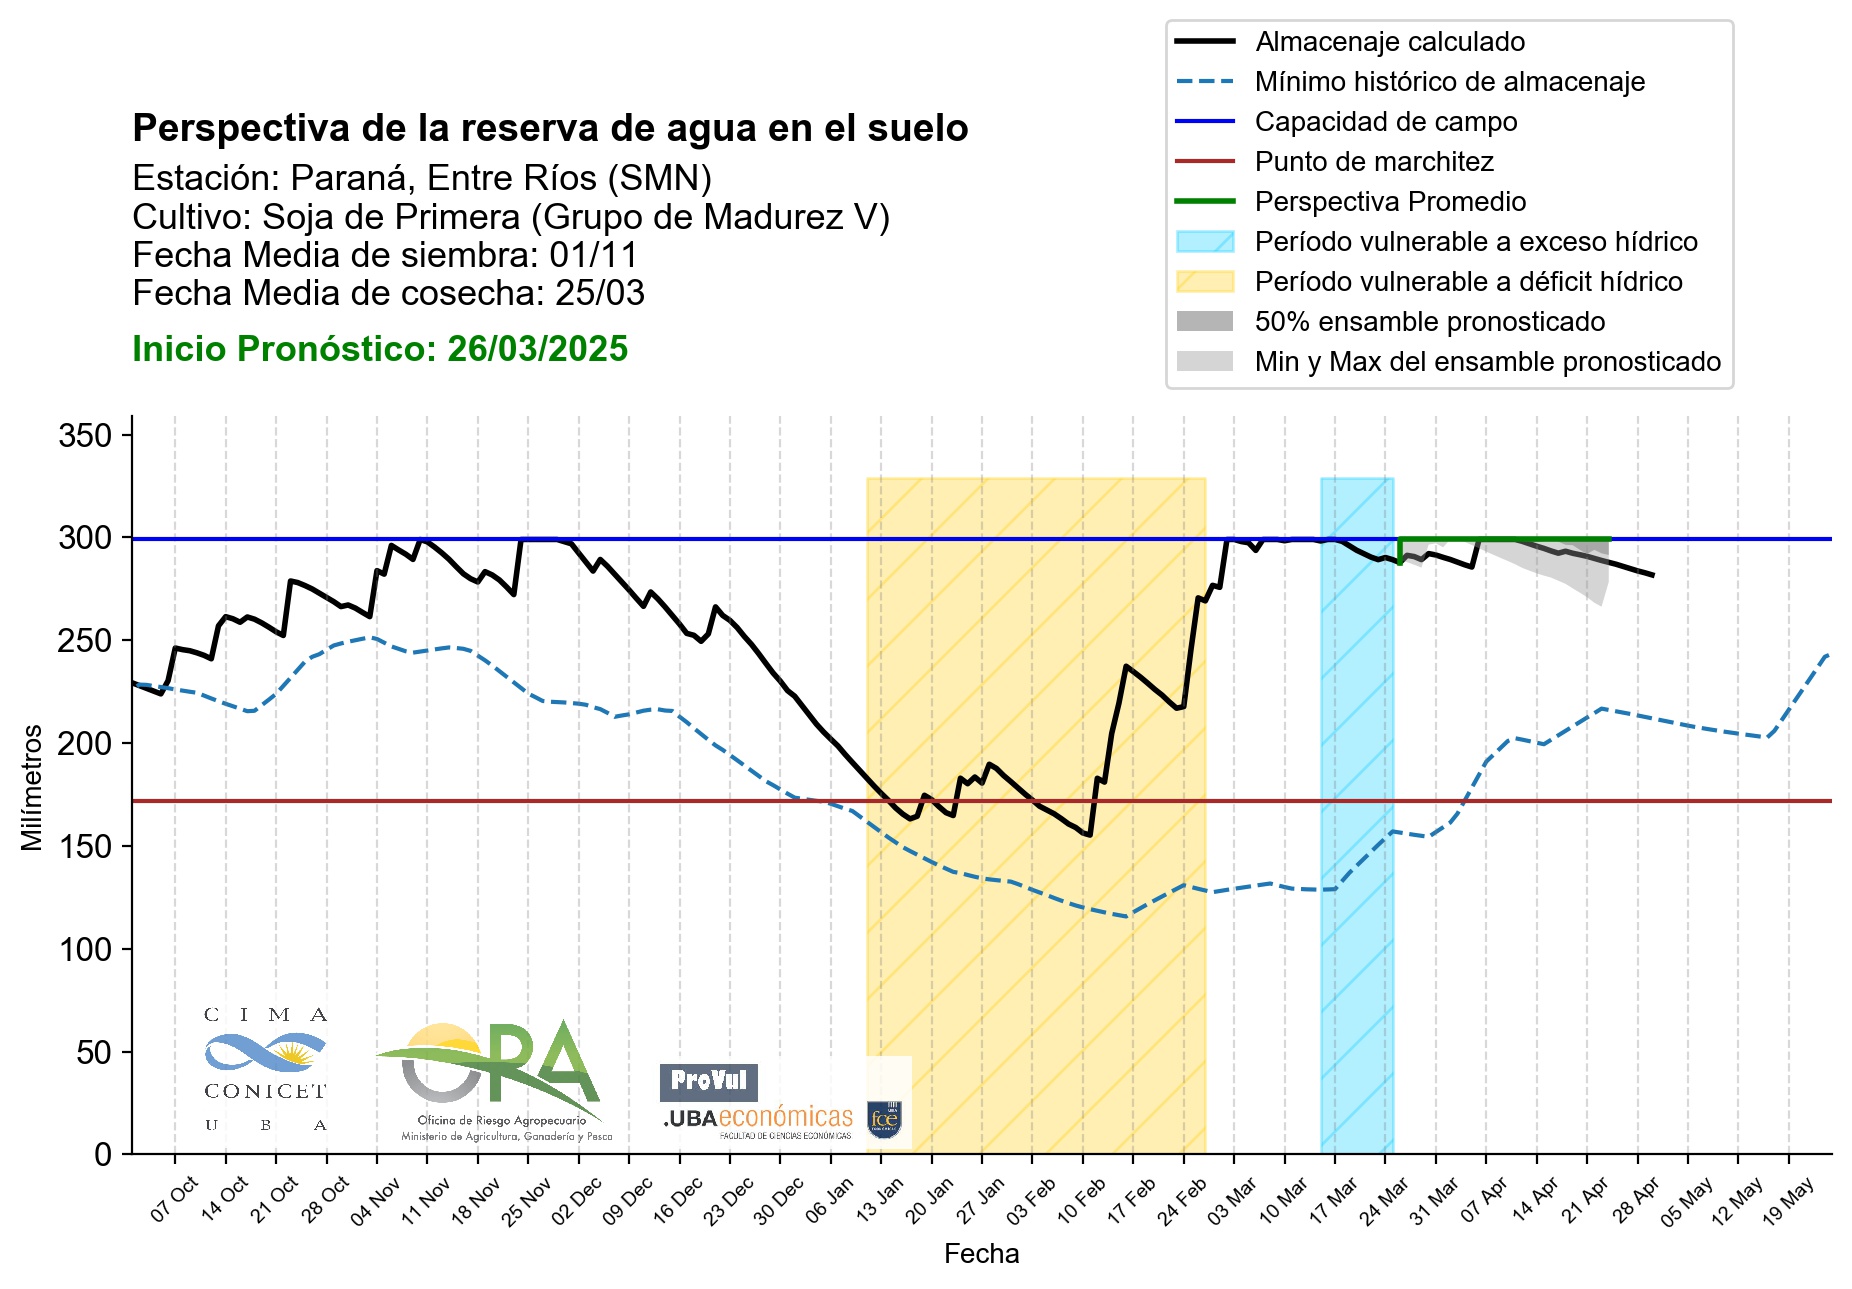 Almacenaje calculado
Mínimo histórico de almacenaje
Capacidad de campo
Punto de marchitez
Perspectiva Promedio
Período vulnerable a exceso hídrico
Período vulnerable a déficit hídrico
50% ensamble pronosticado
Min y Max del ensamble pronosticado
Perspectiva de la reserva de agua en el suelo
Estación: Paraná, Entre Ríos (SMN)
Cultivo: Soja de Primera (Grupo de Madurez V)
Fecha Media de siembra: 01/11
Fecha Media de cosecha: 25/03
Inicio Pronóstico: 26/03/2025
Milímetros
350
300
250
200
150
100
50
0
CIMA
CONICET
UBA
ORA
Oficina de Riesgo Agropecuario
Ministerio de Agricultura, Ganadería y Pesca
ProVul
.UBAeconómicas
FACULTAD DE CIENCIAS ECONÓMICAS
UBA
fce
07 Oct
14 Oct
21 Oct
28 Oct
04 Nov
11 Nov
18 Nov
25 Nov
02 Dec
09 Dec
16 Dec
23 Dec
30 Dec
06 Jan
13 Jan
20 Jan
27 Jan
03 Feb
10 Feb
17 Feb
24 Feb
03 Mar
10 Mar
17 Mar
24 Mar
31 Mar
07 Apr
14 Apr
21 Apr
28 Apr
05 May
12 May
19 May
Fecha